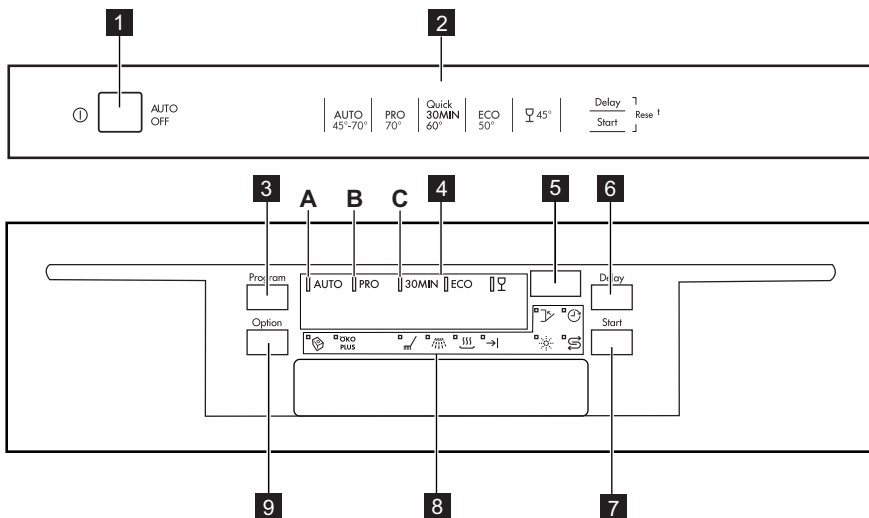 1
2
AUTO
OFF
AUTO
45°-70°
PRO
70°
Quick
30MIN
60°
ECO
50°
45°
Delay
Start
Rese t
3
A
B
C
4
5
6
Program
AUTO
PRO
30MIN
ECO
Delay
Option
ÖKO
PLUS
Start
9
8
7